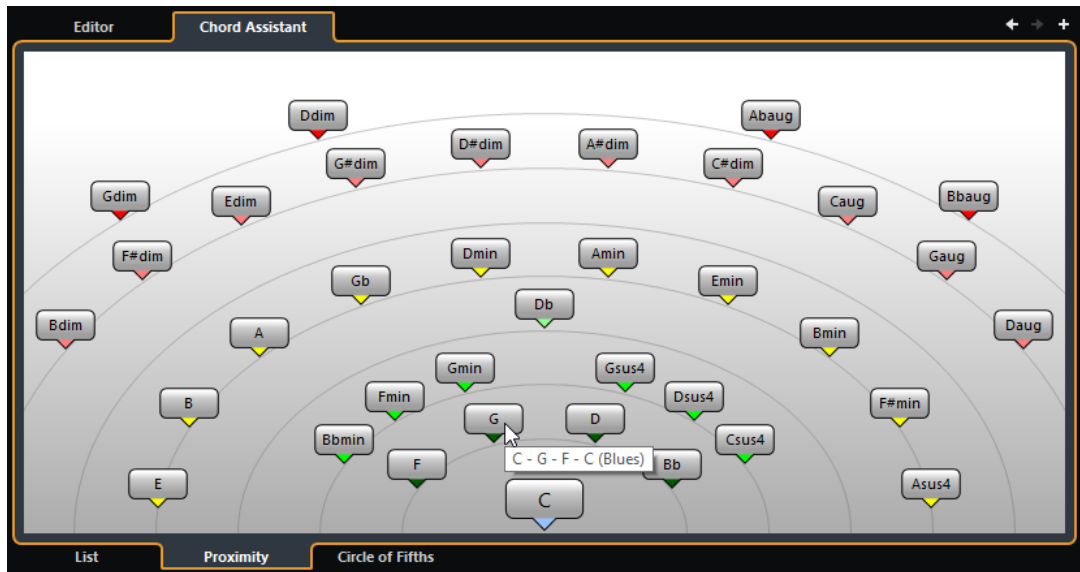 Editor
Chord Assistant
Ddim
Abaug
D#dim
A#dim
G#dim
C#dim
Gdim
Edim
Caug
Bbaug
F#dim
Dmin
Amin
Gaug
Gb
Emin
Db
Bdim
A
Bmin
Daug
Gmin
Gsus4
B
Fmin
Dsus4
F#min
G
D
Bbmin
Csus4
C - G - F - C (Blues)
F
Bb
E
Asus4
C
List
Proximity
Circle of Fifths